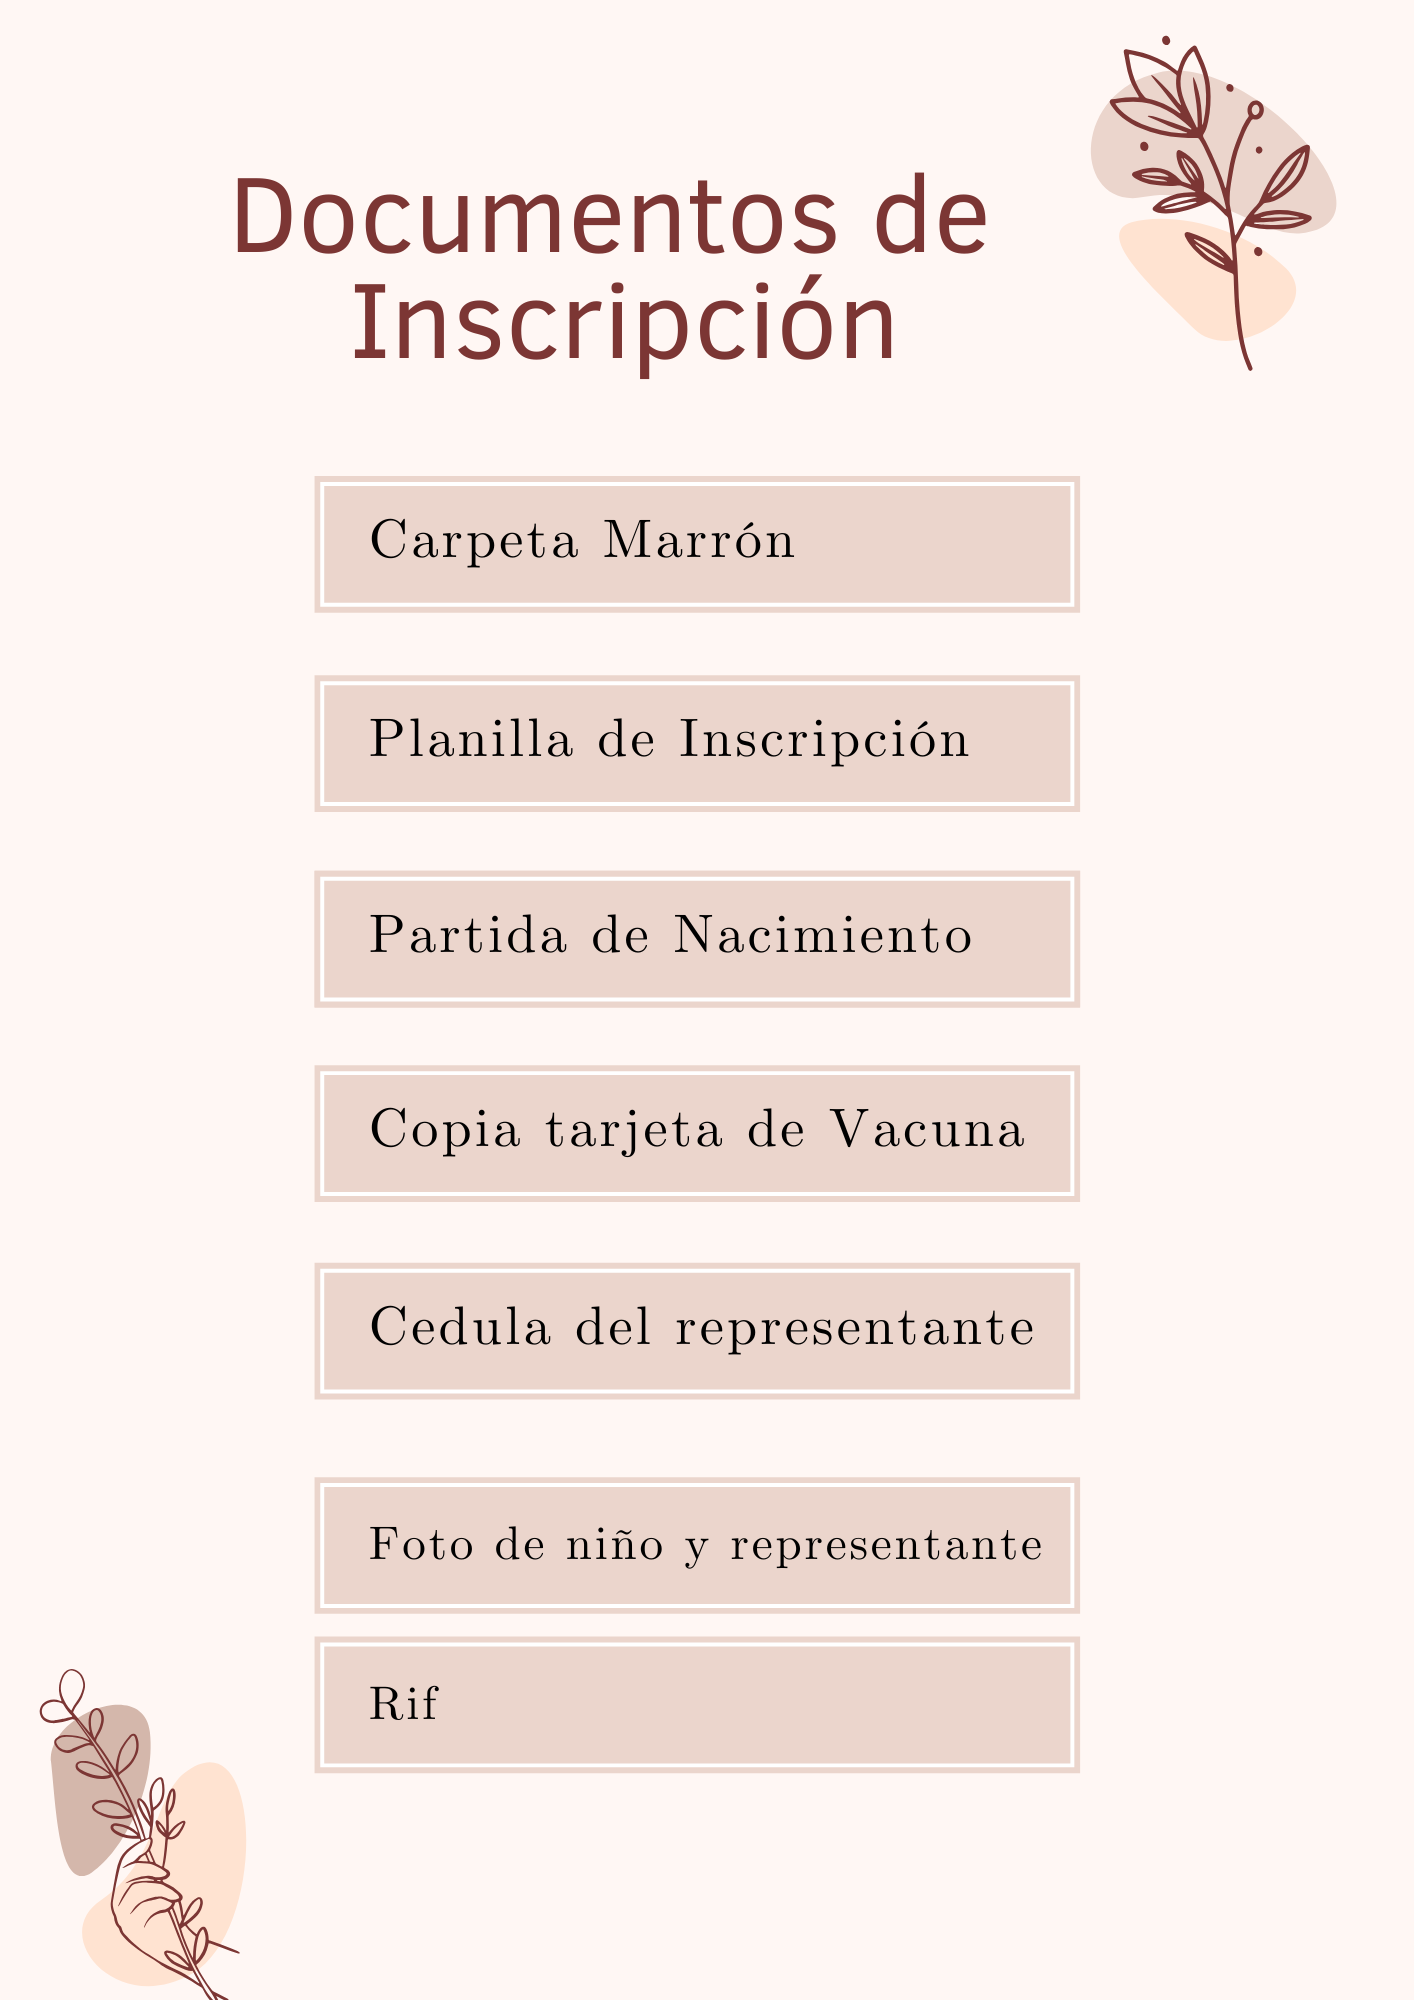 Documentos de
Inscripción
Carpeta Marrón
Planilla de Inscripción
Partida de Nacimiento
Copia tarjeta de Vacuna
Cedula del representante
Foto de niño y representante
Rif